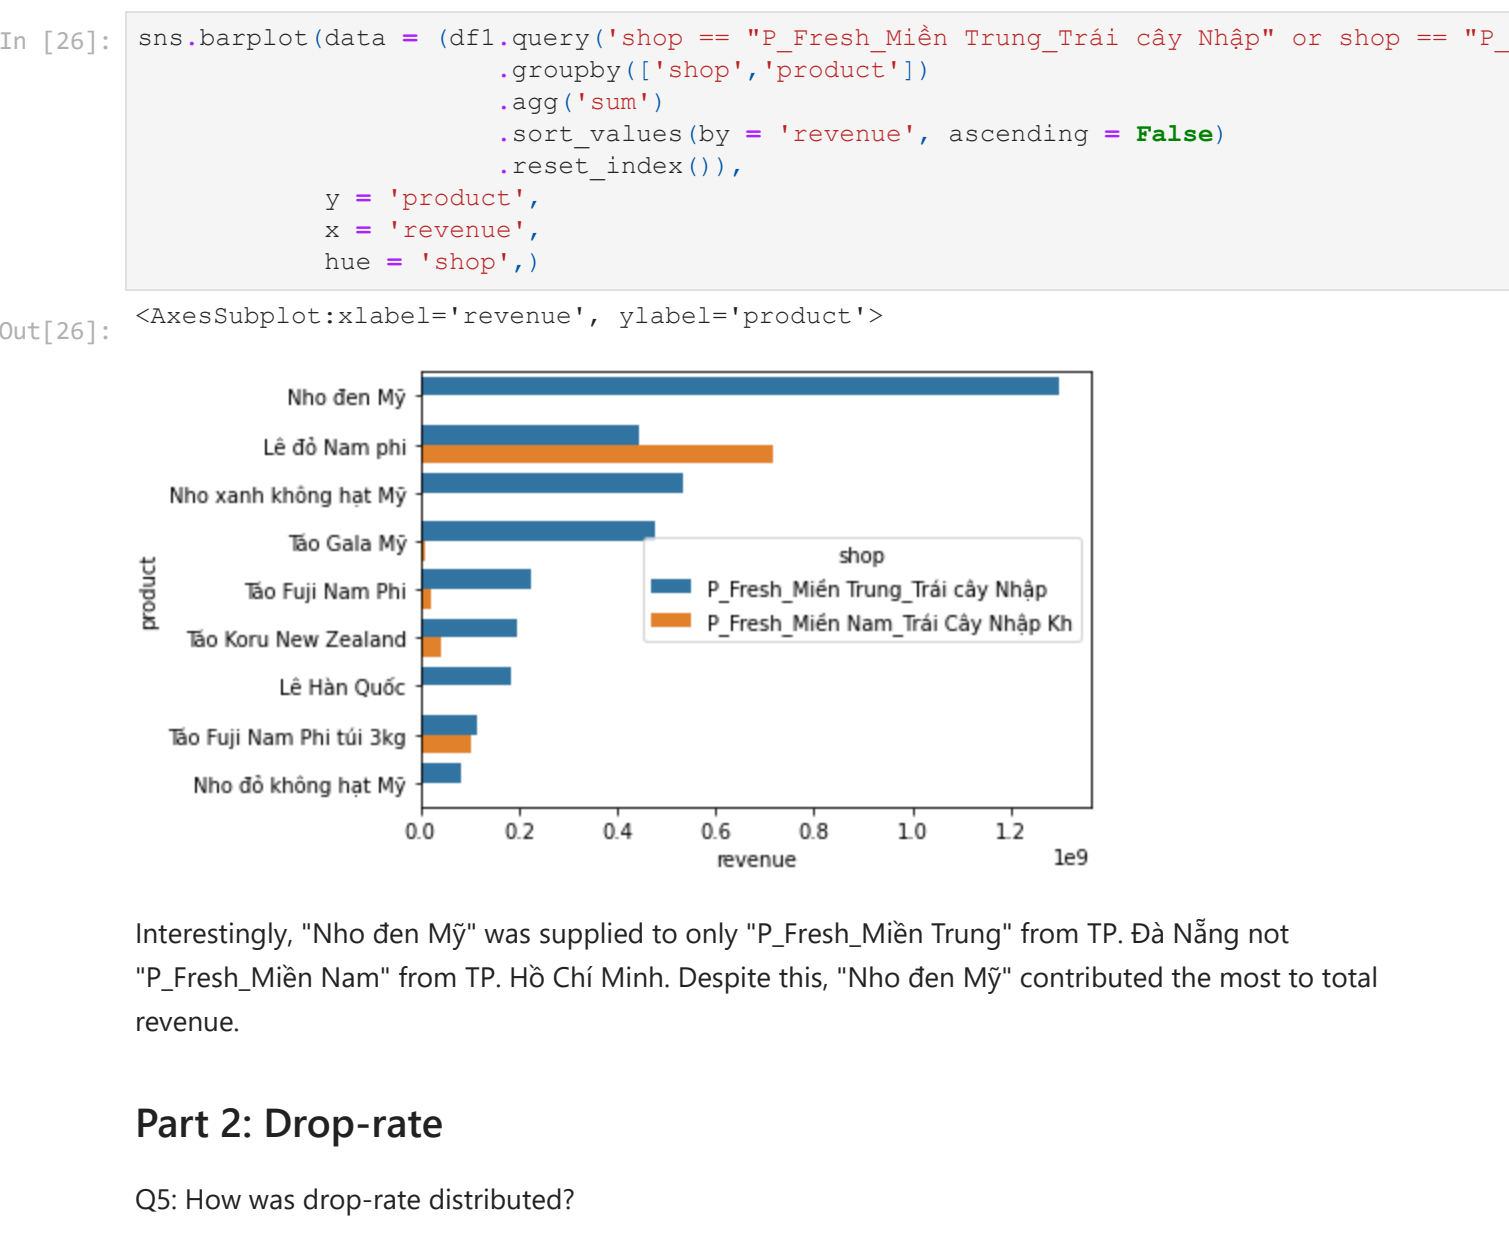 In [26]: sns.barplot(data = (df1.query('shop == "P_Fresh_Miền Trung_Trái cây Nhập" or shop == "P_
.groupby(['shop','product'])
.agg('sum')
.sort_values(by = 'revenue', ascending = False)
.reset_index()),
y = 'product',
x = 'revenue',
hue = 'shop',)
Out[26]: <AxesSubplot:xlabel='revenue', ylabel='product'>
Nho đen Mỹ
Lê đỏ Nam phi
Nho xanh không hạt Mỹ
Táo Gala Mỹ
Táo Fuji Nam Phi
Táo Koru New Zealand
Lê Hàn Quốc
Táo Fuji Nam Phi túi 3kg
Nho đỏ không hạt Mỹ
product
shop
P_Fresh_Miền Trung_Trái cây Nhập
P_Fresh_Miền Nam_Trái Cây Nhập Kh
0.0 0.2 0.4 0.6 0.8 1.0 1.2
revenue
1e9
Interestingly, "Nho đen Mỹ" was supplied to only "P_Fresh_Miền Trung" from TP. Đà Nẵng not
"P_Fresh_Miền Nam" from TP. Hồ Chí Minh. Despite this, "Nho đen Mỹ" contributed the most to total
revenue.
Part 2: Drop-rate
Q5: How was drop-rate distributed?